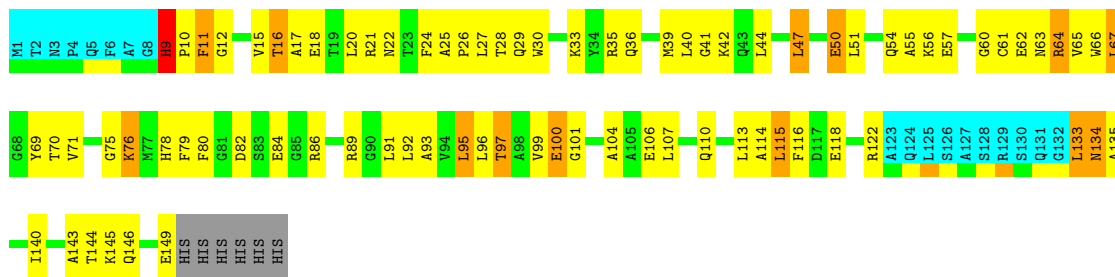 M1 T2 N3 P4 Q5 F6 A7 G8 H9 P10 F11 G12 V15 T16 A17 E18 T19 L20 R21 N22 T23 F24 A25 P26 L27 T28 Q29 W30 K33 Y34 R35 Q36 M39 L40 G41 K42 Q43 L44 L47 E50 L51 Q54 A55 K56 E57 G60 C61 E62 N63 R64 V65 W66 L67
G68 Y69 T70 V71 G75 K76 M77 H78 F79 F80 G81 D82 S83 E84 G85 R86 R89 G90 L91 L92 A93 V94 L95 L96 T97 A98 V99 E100 G101 A104 A105 E106 L107 Q110 L113 A114 L115 F116 D117 E118 R122 A123 Q124 L125 S126 A127 S128 R129 S130 Q131 G132 L133 N134 A135
I140 A143 T144 K145 Q146 E149 HIS HIS HIS HIS HIS HIS